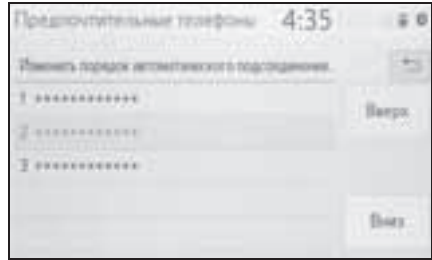 Предпочтительные телефоны 4:35
Изменить порядок автоматического подсоединения.
1 ************
Вверх
2 ************
3 ************
Вниз